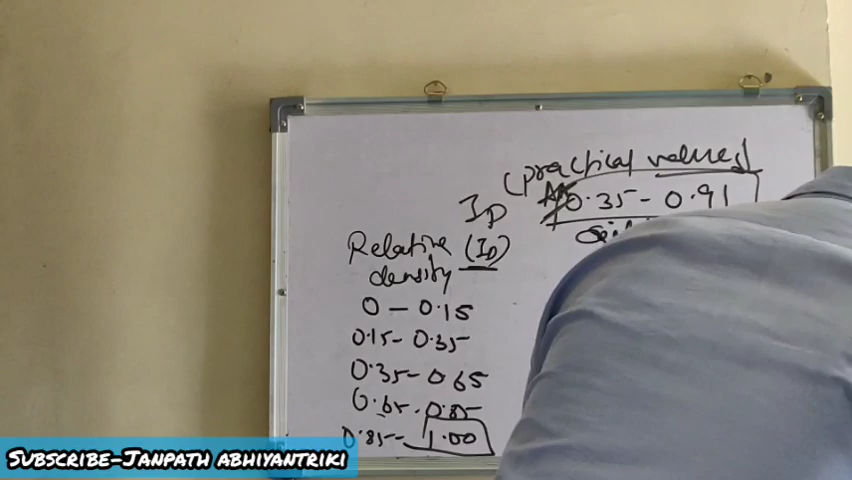 (practical values)
0.35 - 0.91
ID
Relative (ID)
density
0 - 0.15
0.15 - 0.35
0.35 - 0.65
0.65 - 0.85
0.85 - 1.00
Subscribe-Janpath abhiyantriki